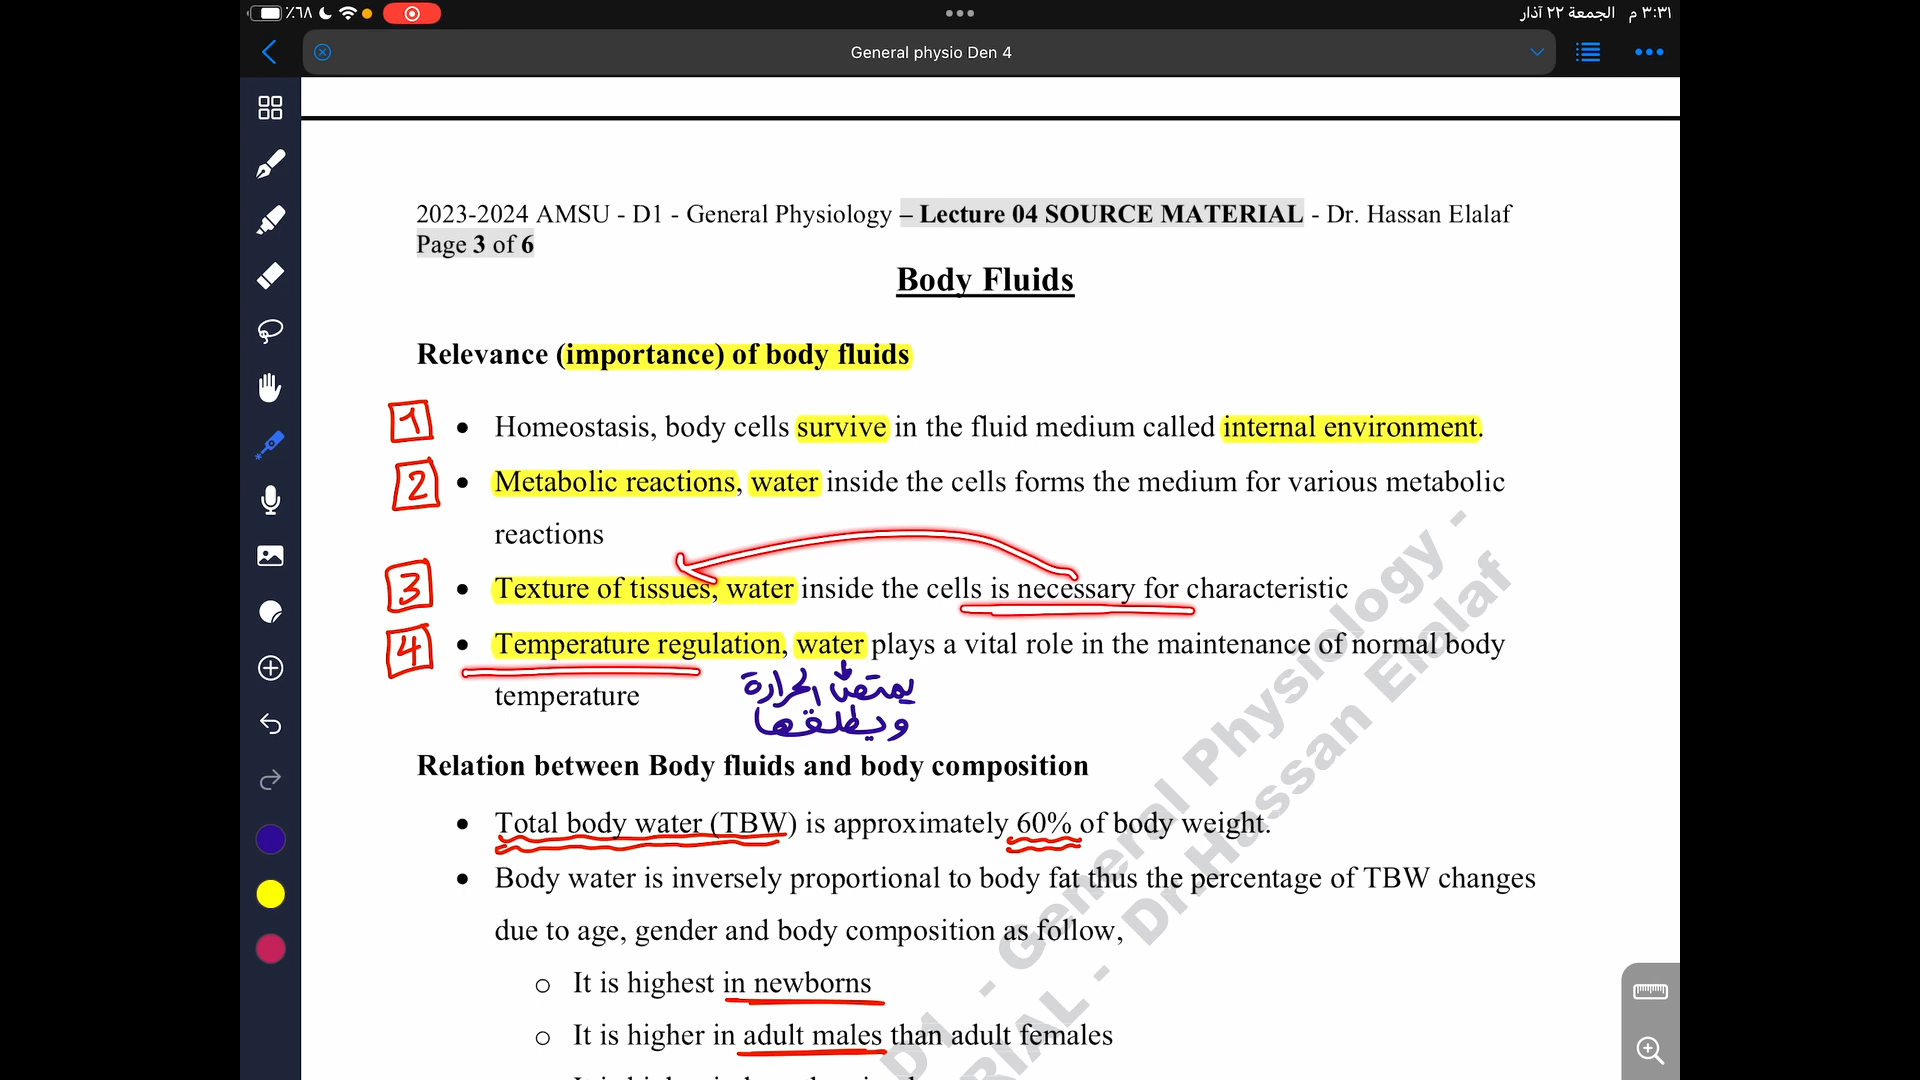 ٪٦٨
٣:٣١ م الجمعة ٢٢ آذار
General physio Den 4
2023-2024 AMSU - D1 - General Physiology – Lecture 04 SOURCE MATERIAL - Dr. Hassan Elalaf
Page 3 of 6
Body Fluids
Relevance (importance) of body fluids
1 • Homeostasis, body cells survive in the fluid medium called internal environment.
2 • Metabolic reactions, water inside the cells forms the medium for various metabolic
reactions
3 • Texture of tissues, water inside the cells is necessary for characteristic
4 • Temperature regulation, water plays a vital role in the maintenance of normal body
temperature
يمتص الحرارة
ويطلقها
Relation between Body fluids and body composition
• Total body water (TBW) is approximately 60% of body weight.
• Body water is inversely proportional to body fat thus the percentage of TBW changes
due to age, gender and body composition as follow,
o It is highest in newborns
o It is higher in adult males than adult females
D1 - General Physiology -
RIAL - Dr.Hassan Elalaf